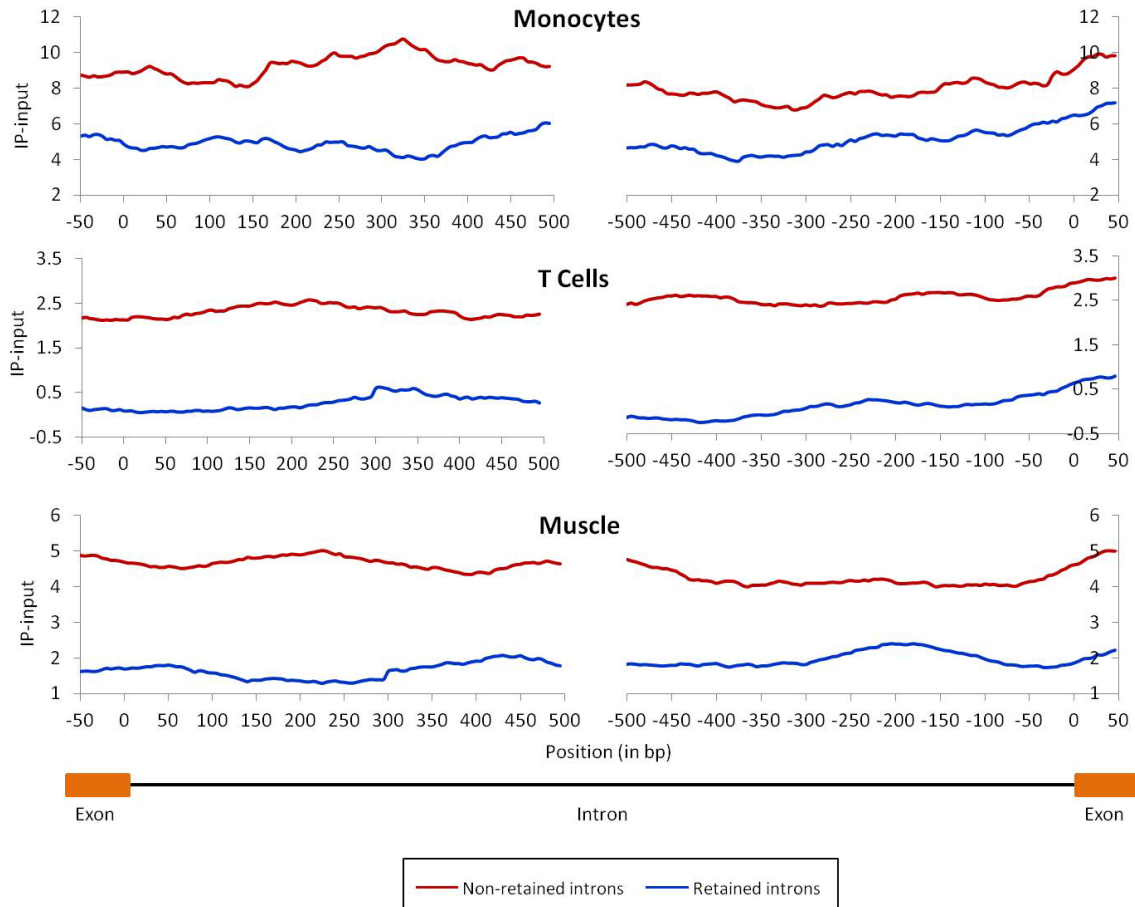 Monocytes
12
10
8
6
4
2
IP-input
-50 0 50 100 150 200 250 300 350 400 450 500
12
10
8
6
4
2
-500 -450 -400 -350 -300 -250 -200 -150 -100 -50 0 50
T Cells
3.5
2.5
1.5
0.5
-0.5
IP-input
-50 0 50 100 150 200 250 300 350 400 450 500
3.5
2.5
1.5
0.5
-0.5
-500 -450 -400 -350 -300 -250 -200 -150 -100 -50 0 50
Muscle
6
5
4
3
2
1
IP-input
-50 0 50 100 150 200 250 300 350 400 450 500
6
5
4
3
2
1
-500 -450 -400 -350 -300 -250 -200 -150 -100 -50 0 50
Position (in bp)
Exon Intron Exon
Non-retained introns Retained introns